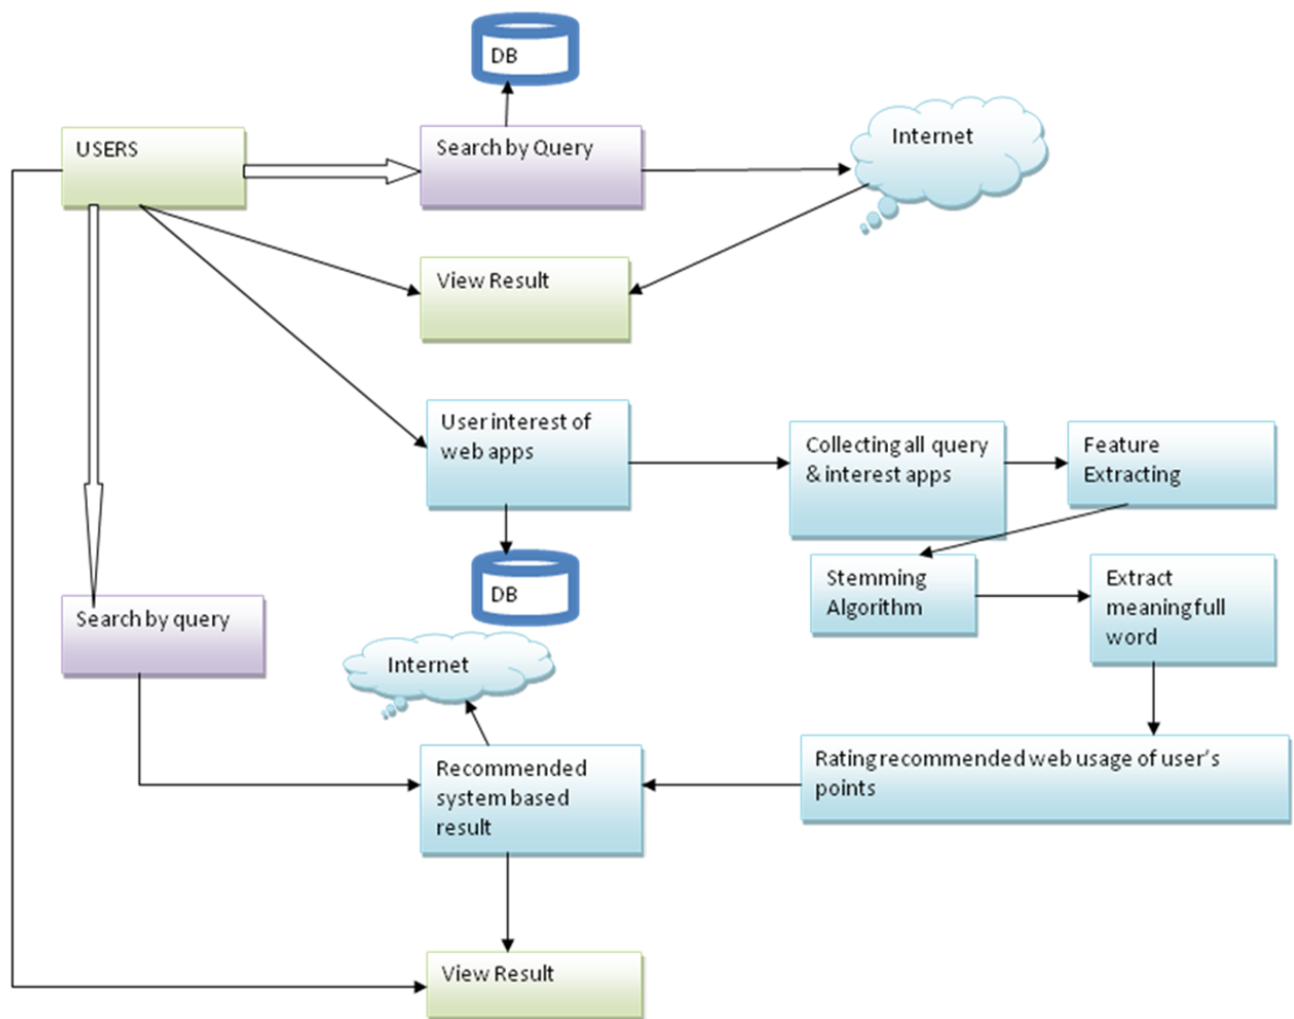 DB
USERS
Search by Query
Internet
View Result
User interest of
web apps
Collecting all query
& interest apps
Feature
Extracting
DB
Stemming
Algorithm
Extract
meaningfull
word
Search by query
Internet
Recommended
system based
result
Rating recommended web usage of user's
points
View Result